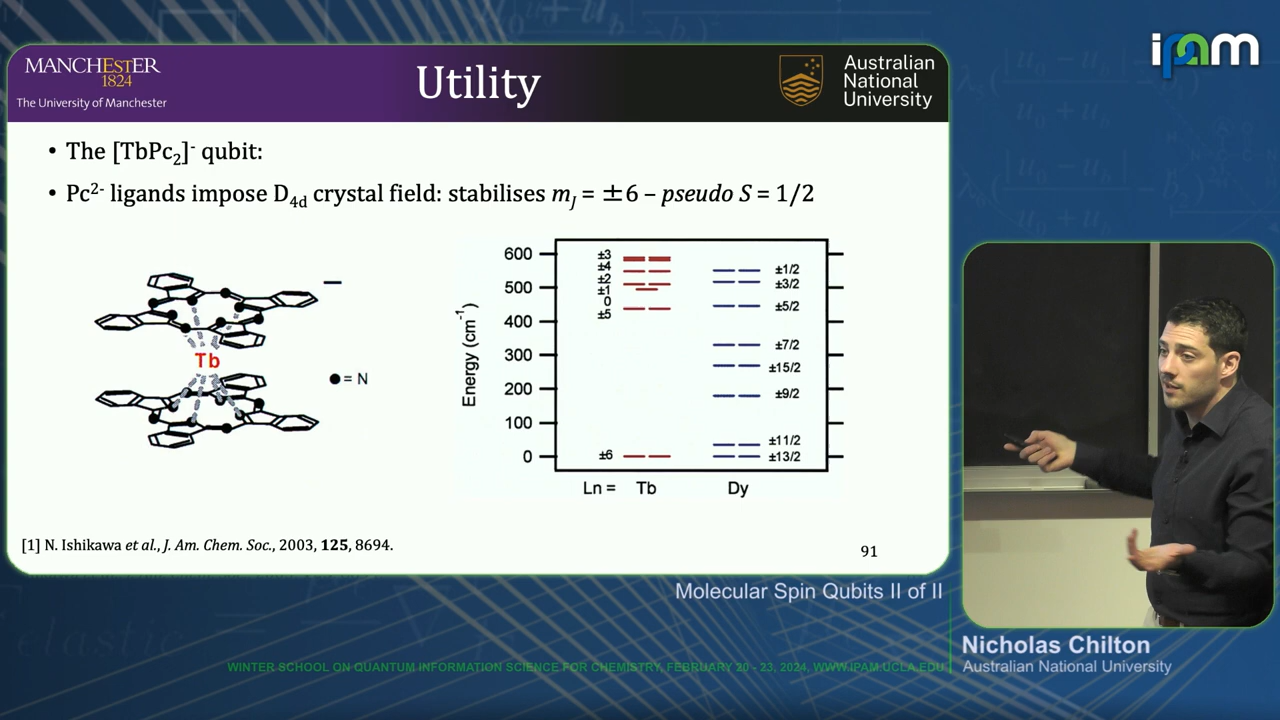 ipam
MANCHESTER
1824
The University of Manchester
Utility
Australian
National
University
• The [TbPc2]- qubit:
• Pc2- ligands impose D4d crystal field: stabilises mJ = ±6 – pseudo S = 1/2
Tb
= N
Energy (cm-1)
600
500
400
300
200
100
0
±3
±4
±2
±1
0
±5
±6
±1/2
±3/2
±5/2
±7/2
±15/2
±9/2
±11/2
±13/2
Ln = Tb Dy
[1] N. Ishikawa et al., J. Am. Chem. Soc., 2003, 125, 8694.
91
Molecular Spin Qubits II of II
Nicholas Chilton
Australian National University
WINTER SCHOOL ON QUANTUM INFORMATION SCIENCE FOR CHEMISTRY, FEBRUARY 20 - 23, 2024, WWW.IPAM.UCLA.EDU
elastic